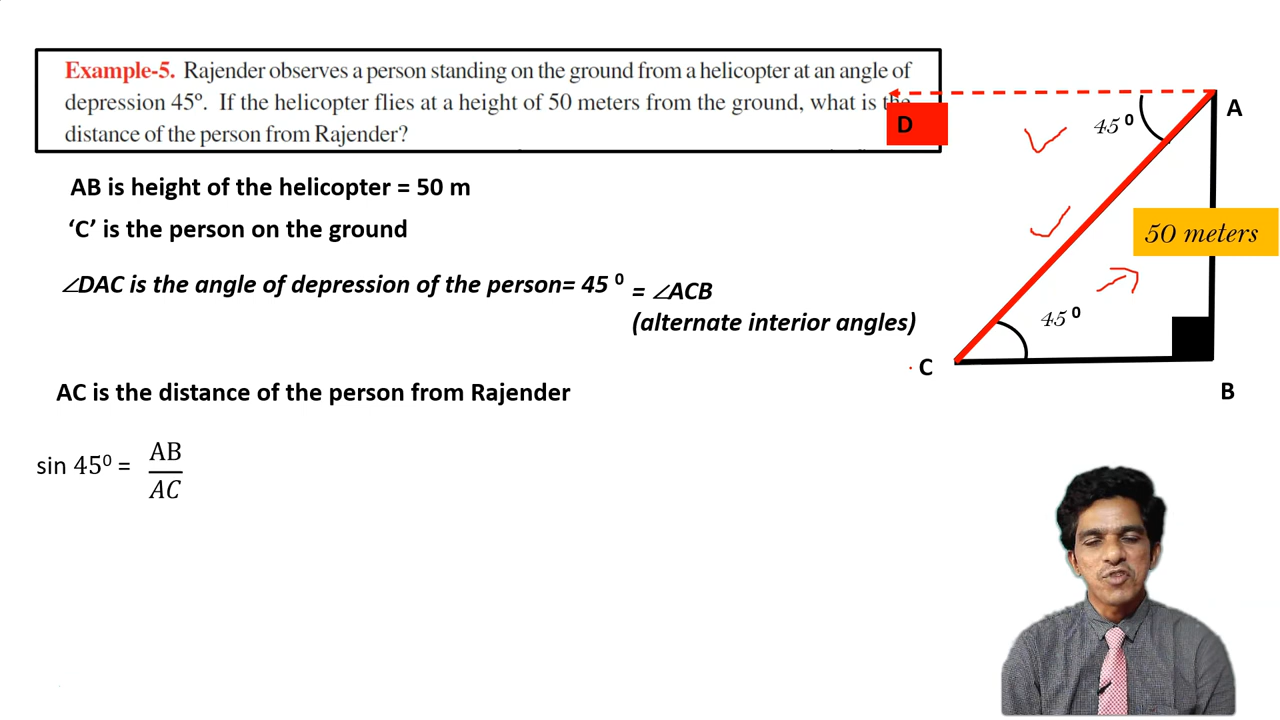 Example-5. Rajender observes a person standing on the ground from a helicopter at an angle of
depression 45º. If the helicopter flies at a height of 50 meters from the ground, what is the
distance of the person from Rajender?
D
45⁰
A
AB is height of the helicopter = 50 m
‘C’ is the person on the ground
50 meters
∠DAC is the angle of depression of the person= 45 ⁰ = ∠ACB
(alternate interior angles)
45⁰
C
B
AC is the distance of the person from Rajender
sin 45⁰ = AB
AC